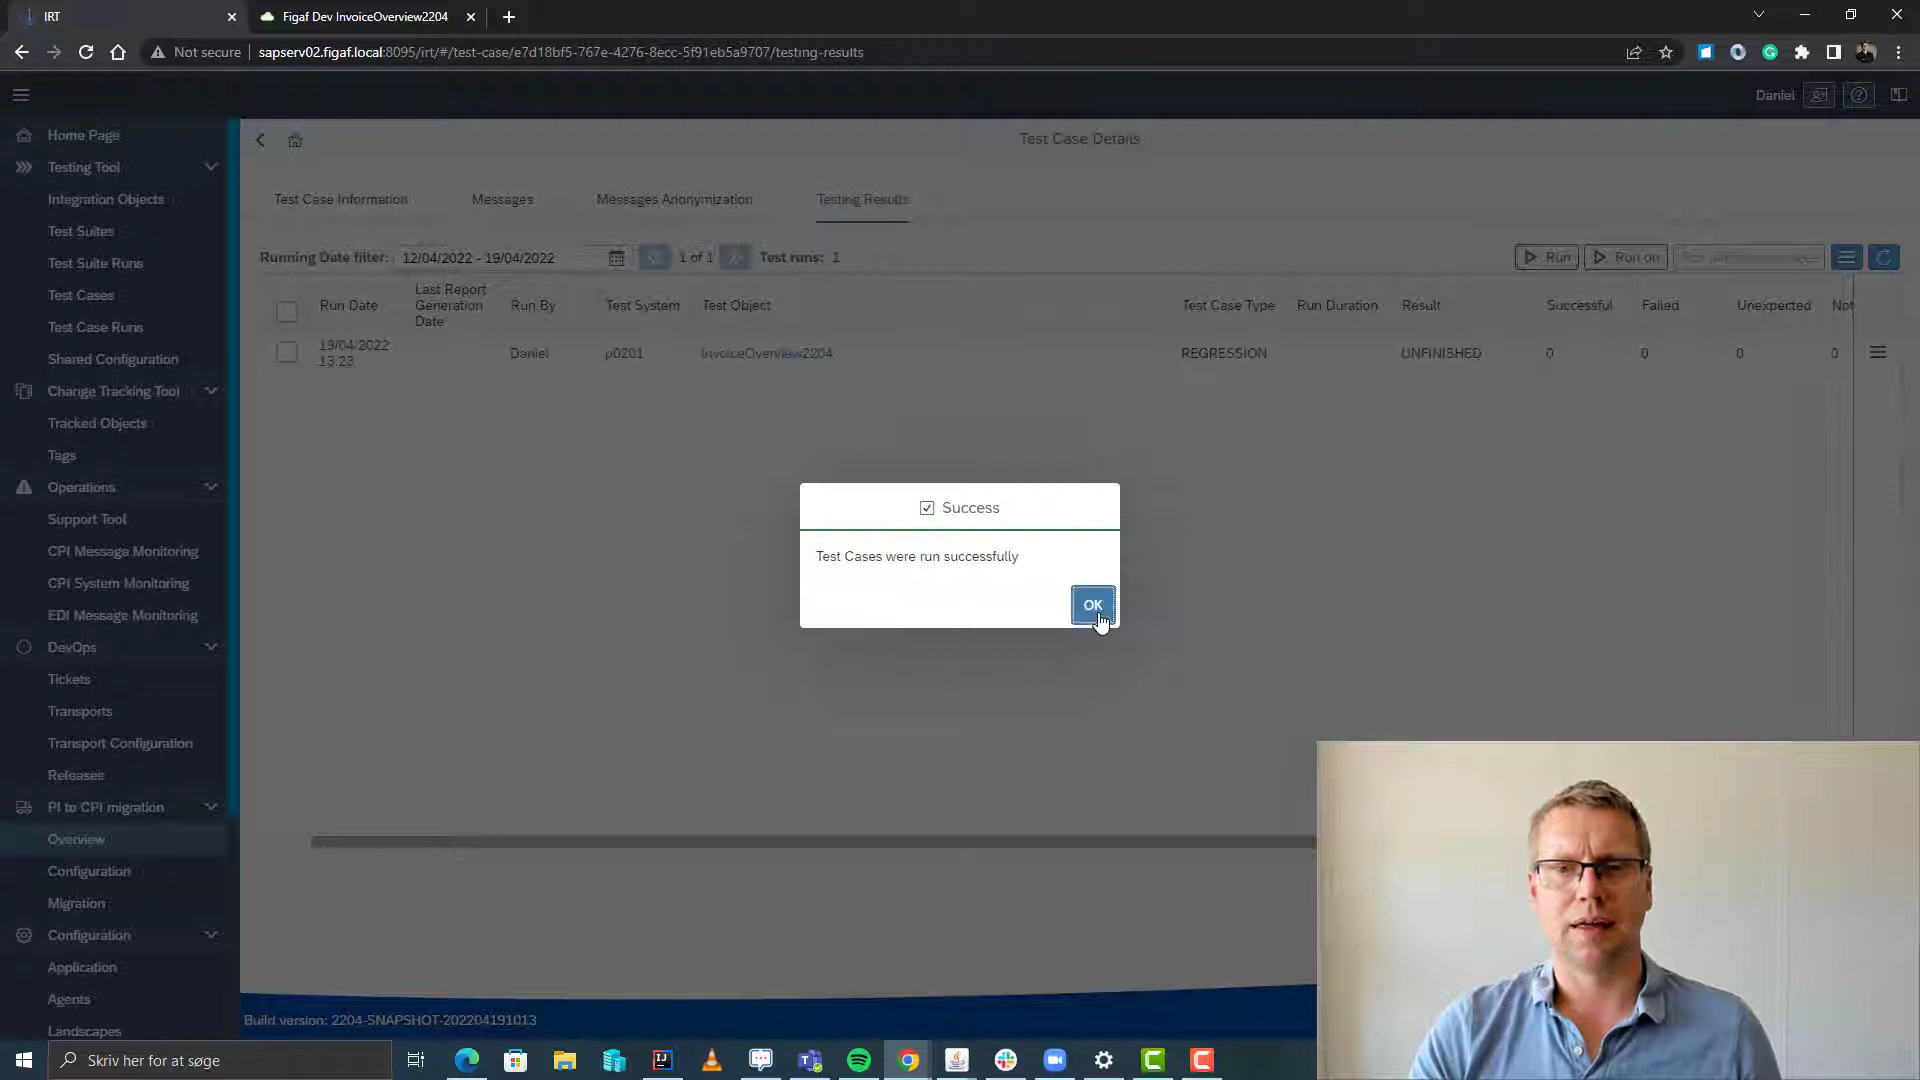 IRT
Figaf Dev InvoiceOverview2204
Not secure
sapserv02.figaf.local:8095/irt/#/test-case/e7d18bf5-767e-4276-8ecc-5f91eb5a9707/testing-results
Daniel
Home Page
Testing Tool
Integration Objects
Test Suites
Test Suite Runs
Test Cases
Test Case Runs
Shared Configuration
Change Tracking Tool
Tracked Objects
Tags
Operations
Support Tool
CPI Message Monitoring
CPI System Monitoring
EDI Message Monitoring
DevOps
Tickets
Transports
Transport Configuration
Releases
PI to CPI migration
Overview
Configuration
Migration
Configuration
Application
Agents
Landscapes
Test Case Details
Test Case Information Messages Messages Anonymization Testing Results
Running Date filter: 12/04/2022 - 19/04/2022 1 of 1 Test runs: 1 Run Run on
Run Date Last Report Generation Date Run By Test System Test Object Test Case Type Run Duration Result Successful Failed Unexpected Not
19/04/2022 13:23 Daniel p0201 InvoiceOverview2204 REGRESSION UNFINISHED 0 0 0 0
Success
Test Cases were run successfully
OK
Build version: 2204-SNAPSHOT-202204191013
Skriv her for at søge